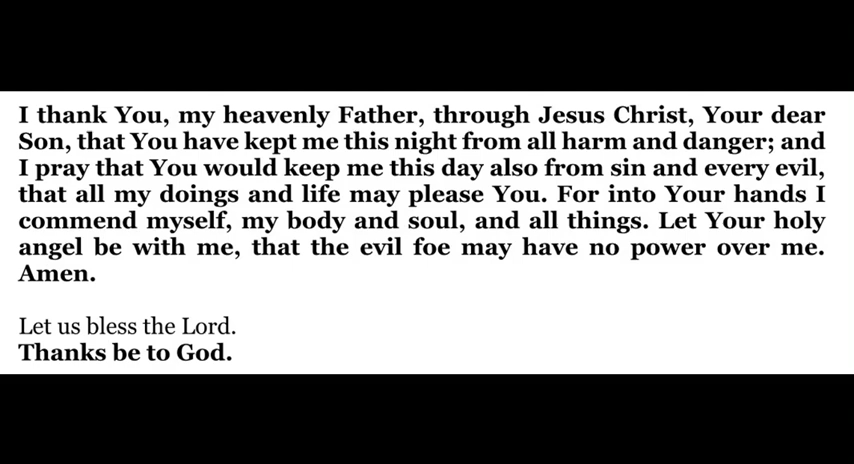 I thank You, my heavenly Father, through Jesus Christ, Your dear
Son, that You have kept me this night from all harm and danger; and
I pray that You would keep me this day also from sin and every evil,
that all my doings and life may please You. For into Your hands I
commend myself, my body and soul, and all things. Let Your holy
angel be with me, that the evil foe may have no power over me.
Amen.
Let us bless the Lord.
Thanks be to God.